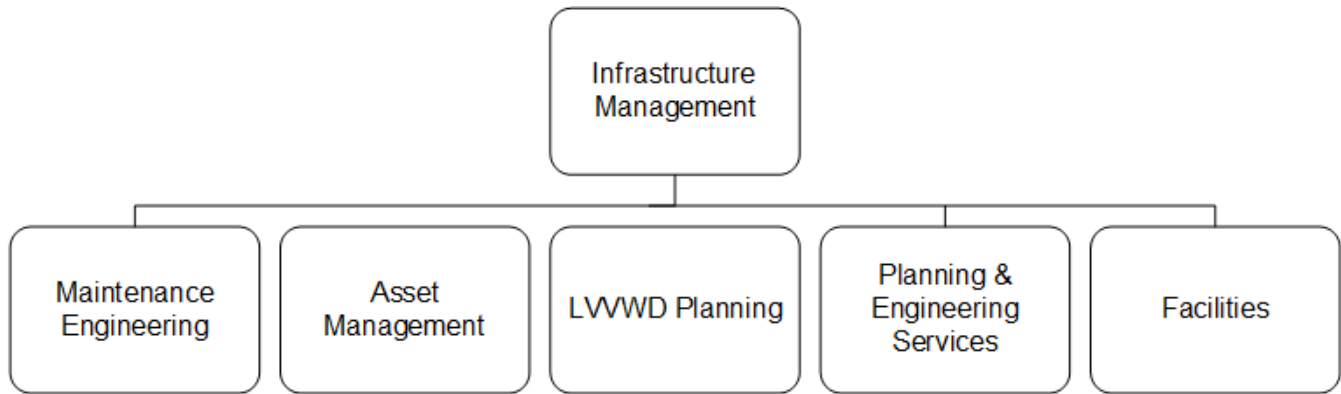 Infrastructure
Management
Maintenance
Engineering
Asset
Management
LVVWD Planning
Planning &
Engineering
Services
Facilities